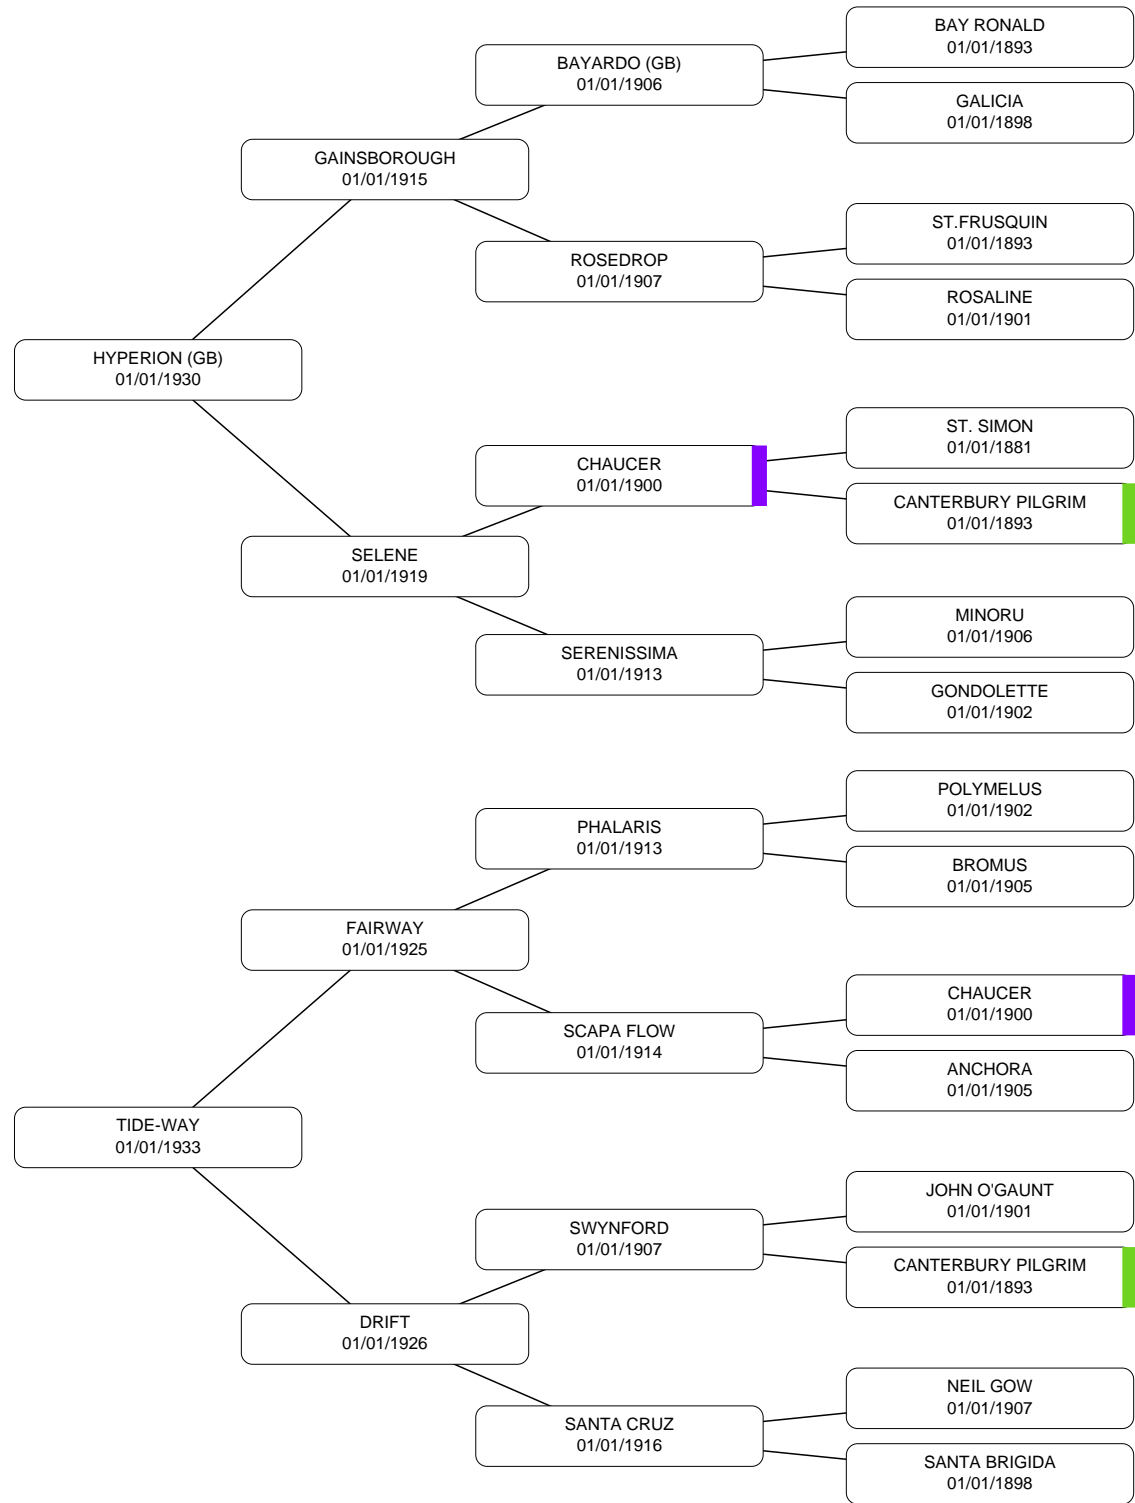 BAY RONALD
01/01/1893
BAYARDO (GB)
01/01/1906
GALICIA
01/01/1898
GAINSBOROUGH
01/01/1915
ST.FRUSQUIN
01/01/1893
ROSEDROP
01/01/1907
ROSALINE
01/01/1901
HYPERION (GB)
01/01/1930
ST. SIMON
01/01/1881
CHAUCER
01/01/1900
CANTERBURY PILGRIM
01/01/1893
SELENE
01/01/1919
MINORU
01/01/1906
SERENISSIMA
01/01/1913
GONDOLETTE
01/01/1902
POLYMELUS
01/01/1902
PHALARIS
01/01/1913
BROMUS
01/01/1905
FAIRWAY
01/01/1925
CHAUCER
01/01/1900
SCAPA FLOW
01/01/1914
ANCHORA
01/01/1905
TIDE-WAY
01/01/1933
JOHN O'GAUNT
01/01/1901
SWYNFORD
01/01/1907
CANTERBURY PILGRIM
01/01/1893
DRIFT
01/01/1926
NEIL GOW
01/01/1907
SANTA CRUZ
01/01/1916
SANTA BRIGIDA
01/01/1898